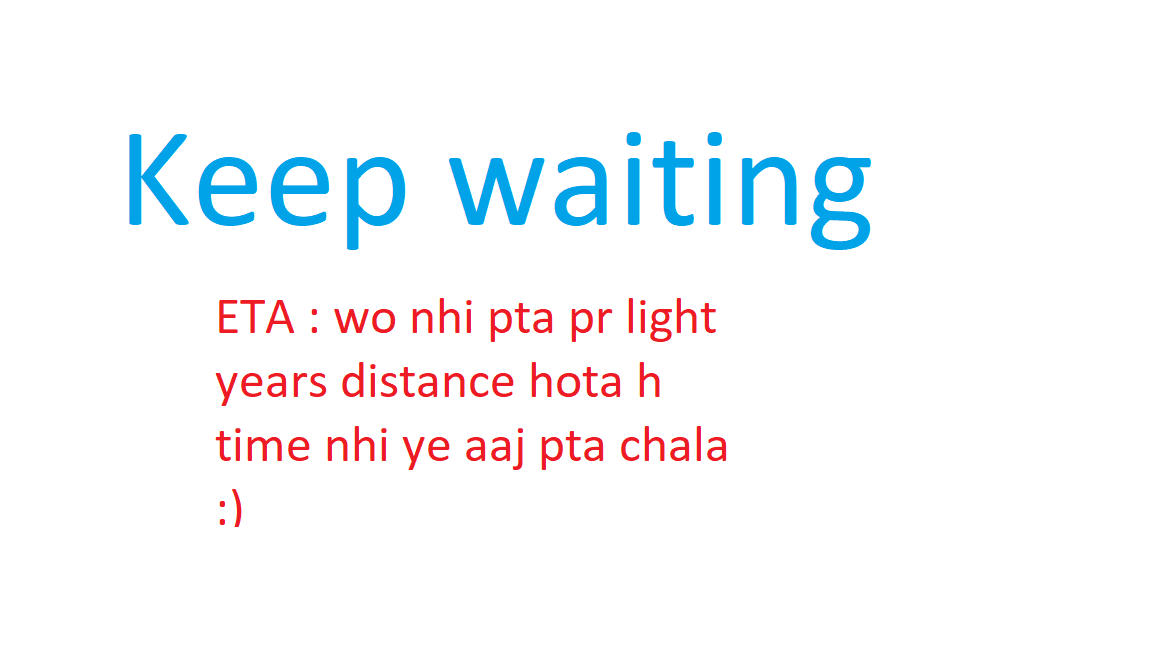 Keep waiting
ETA : wo nhi pta pr light
years distance hota h
time nhi ye aaj pta chala
:)